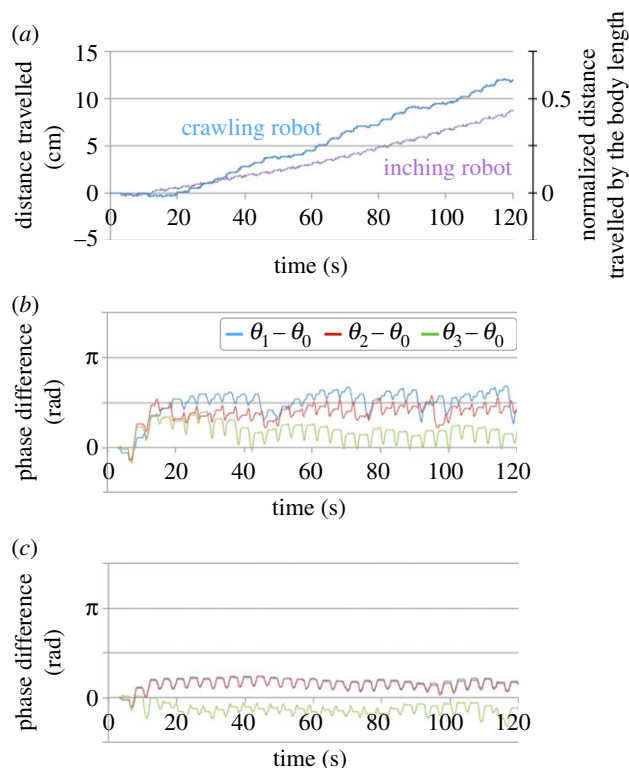 (a)
15
10
5
0
–5
distance travelled
(cm)
crawling robot
inching robot
0.5
0
normalized distance
travelled by the body length
0 20 40 60 80 100 120
time (s)
(b)
θ1 – θ0 θ2 – θ0 θ3 – θ0
π
0
phase difference
(rad)
0 20 40 60 80 100 120
time (s)
(c)
π
0
phase difference
(rad)
0 20 40 60 80 100 120
time (s)